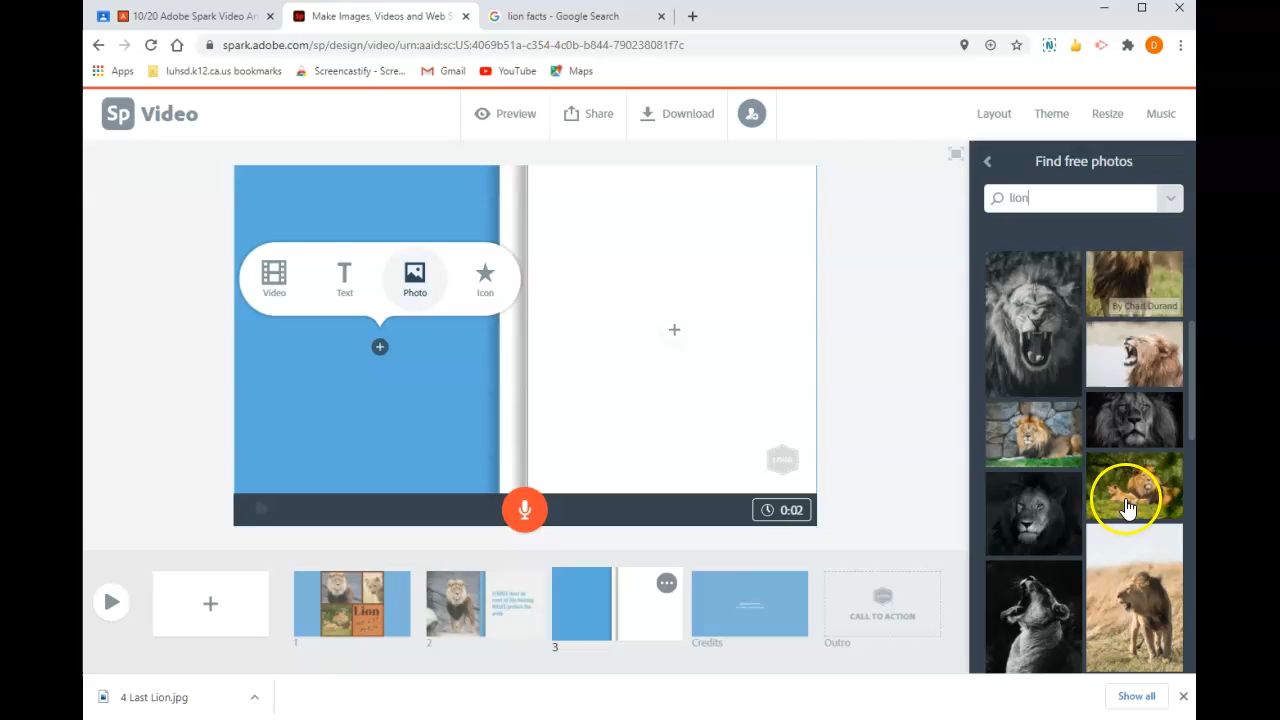 10/20 Adobe Spark Video An
Make Images, Videos and Web S
lion facts - Google Search
spark.adobe.com/sp/design/video/urn:aaid:sc:US:4069b51a-c354-4c0b-b844-790238081f7c
Apps
luhsd.k12.ca.us bookmarks
Screencastify - Scre...
Gmail
YouTube
Maps
D
Sp Video
Preview
Share
Download
Layout
Theme
Resize
Music
Find free photos
lion
By Charl Durand
Video
Text
Photo
Icon
0:02
Lion
1
2
3
Credits
CALL TO ACTION
Outro
4 Last Lion.jpg
Show all